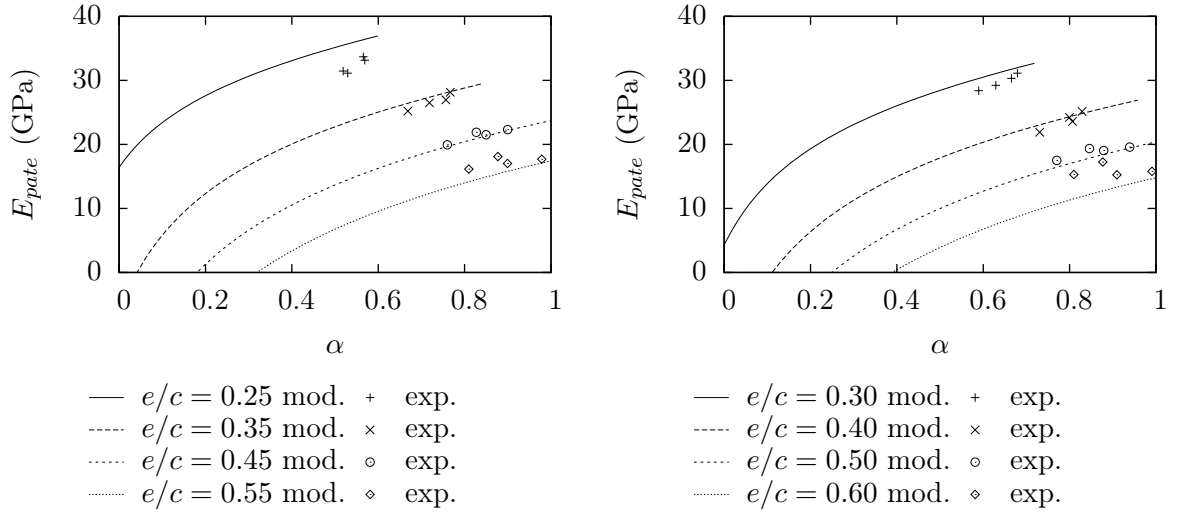 40
30
20
10
0
E_pate (GPa)
0 0.2 0.4 0.6 0.8 1
α
e/c = 0.25 mod. exp.
e/c = 0.35 mod. exp.
e/c = 0.45 mod. exp.
e/c = 0.55 mod. exp.
40
30
20
10
0
E_pate (GPa)
0 0.2 0.4 0.6 0.8 1
α
e/c = 0.30 mod. exp.
e/c = 0.40 mod. exp.
e/c = 0.50 mod. exp.
e/c = 0.60 mod. exp.